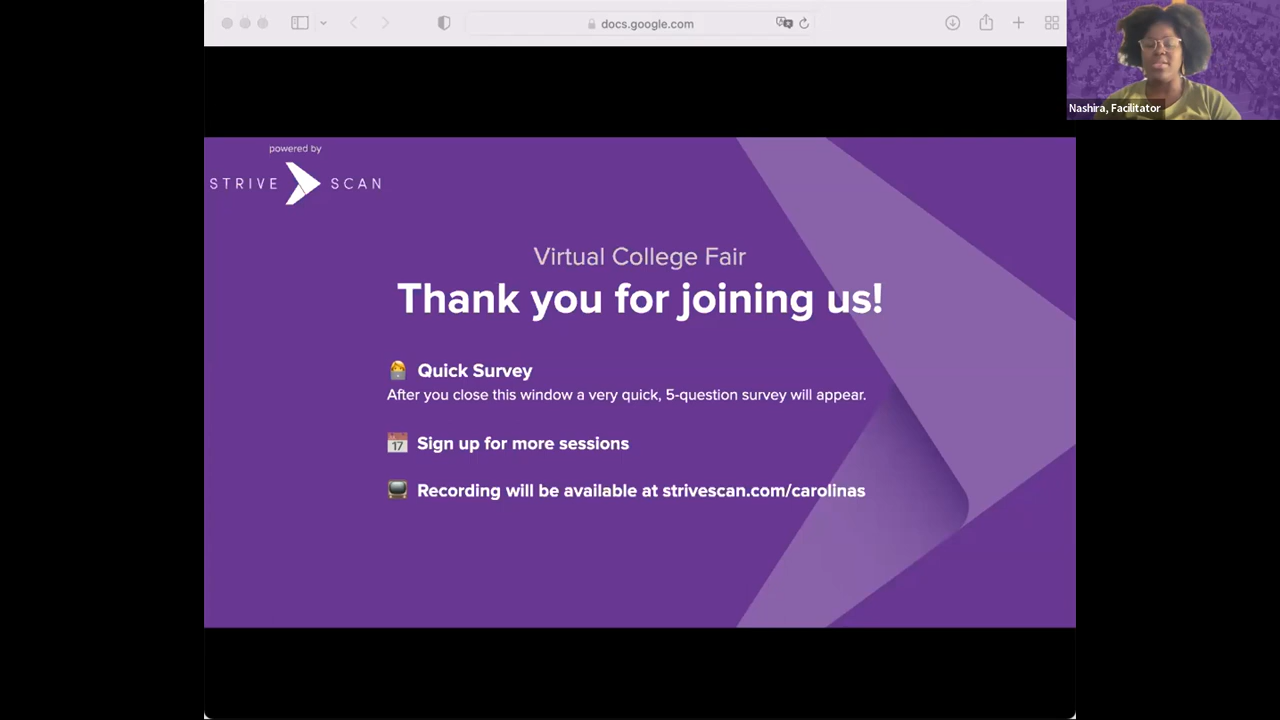 docs.google.com
Nashira, Facilitator
powered by
STRIVE SCAN
Virtual College Fair
Thank you for joining us!
Quick Survey
After you close this window a very quick, 5-question survey will appear.
17 Sign up for more sessions
Recording will be available at strivescan.com/carolinas